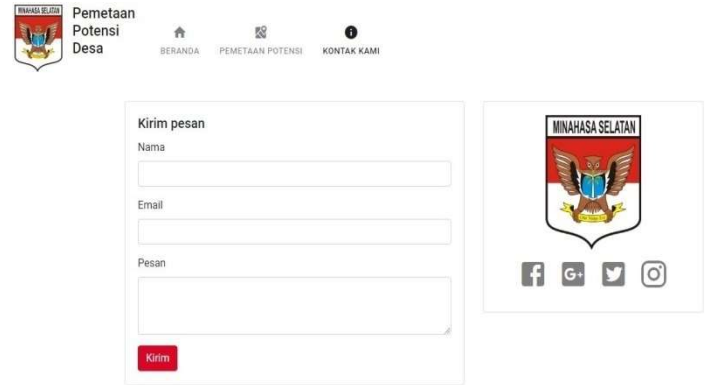 MINAHASA SELATAN
Pemetaan
Potensi
Desa
BERANDA
PEMETAAN POTENSI
KONTAK KAMI
Kirim pesan
Nama
Email
Pesan
Kirim
MINAHASA SELATAN
G+